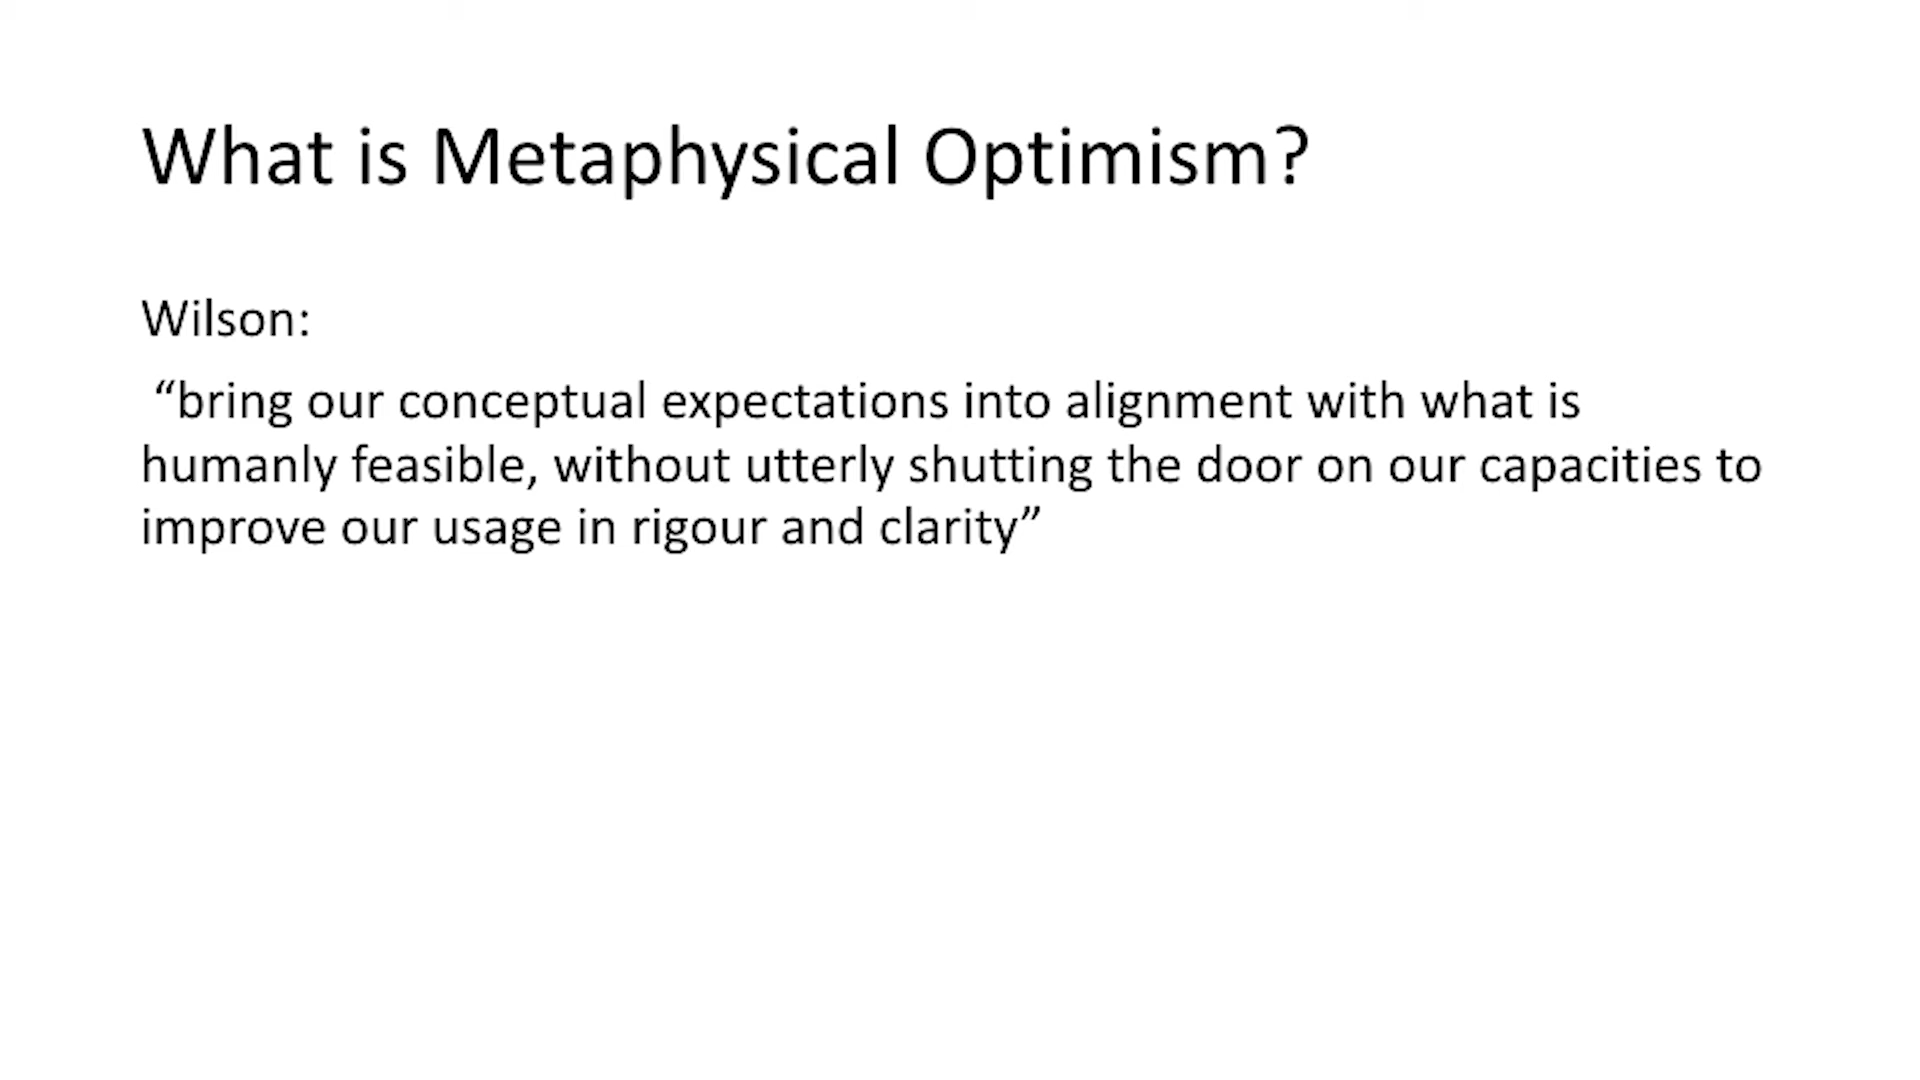 What is Metaphysical Optimism?
Wilson:
“bring our conceptual expectations into alignment with what is
humanly feasible, without utterly shutting the door on our capacities to
improve our usage in rigour and clarity”